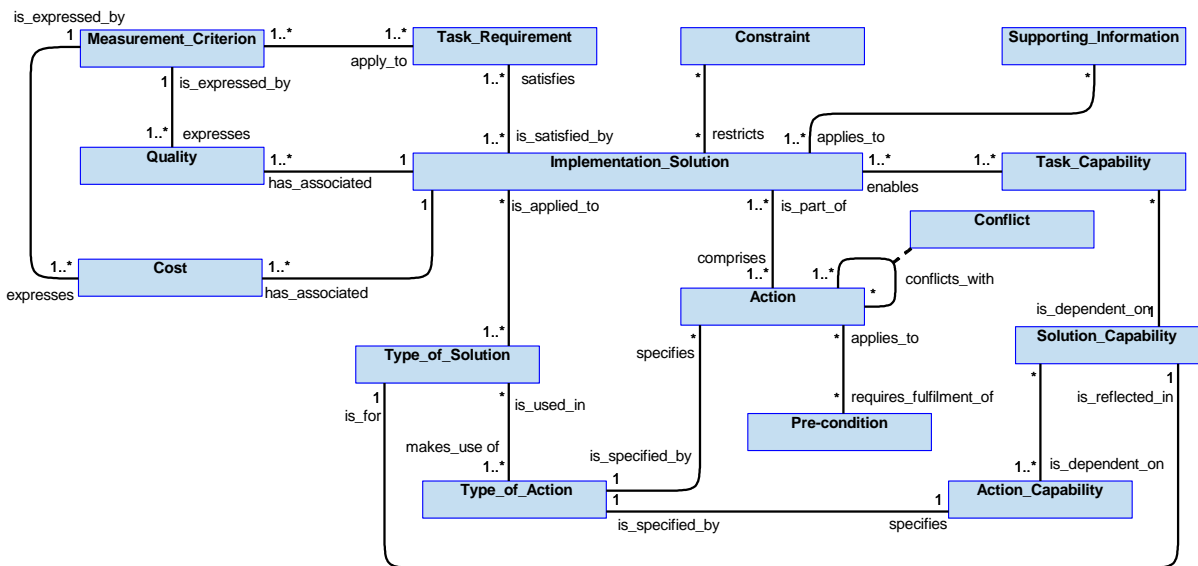 is_expressed_by
1
Measurement_Criterion
1..*
1..*
Task_Requirement
Constraint
Supporting_Information
apply_to
1
is_expressed_by
1..*
satisfies
*
*
1..*
expresses
1..*
is_satisfied_by
*
restricts
1..*
applies_to
Quality
1..*
1
Implementation_Solution
1..*
1..*
Task_Capability
has_associated
enables
1
*
is_applied_to
1..*
is_part_of
*
Conflict
comprises
1..*
1..*
*
conflicts_with
1..*
Cost
1..*
expresses
has_associated
Action
is_dependent_on
1
1..*
*
specifies
*
applies_to
Type_of_Solution
Solution_Capability
1
is_for
*
is_used_in
*
requires_fulfilment_of
*
1
is_reflected_in
Pre-condition
makes_use of
1..*
is_specified_by
1
1..*
is_dependent_on
Type_of_Action
1
1
Action_Capability
is_specified_by
specifies